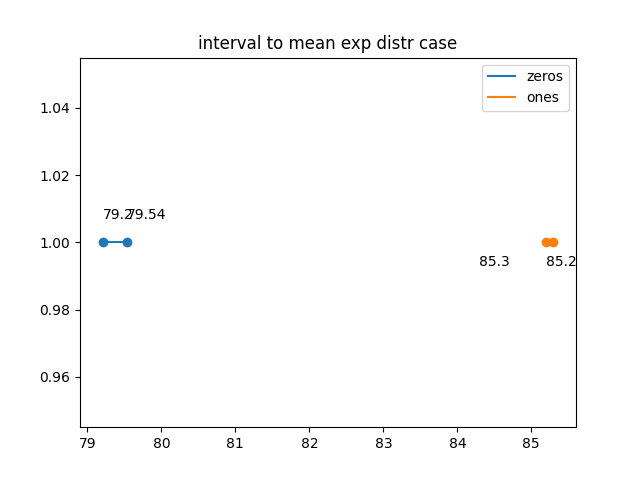 interval to mean exp distr case
zeros
ones
1.04
1.02
79.2
79.54
1.00
85.3
85.2
0.98
0.96
79 80 81 82 83 84 85